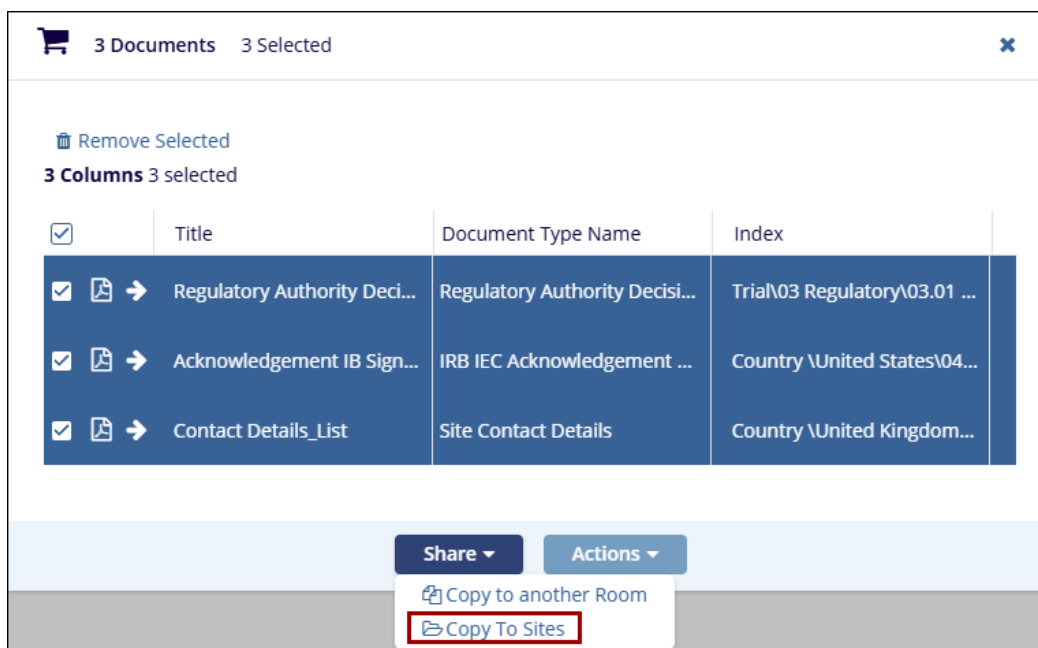 3 Documents 3 Selected
Remove Selected
3 Columns 3 selected
Title Document Type Name Index
Regulatory Authority Deci... Regulatory Authority Decisi... Trial\03 Regulatory\03.01 ...
Acknowledgement IB Sign... IRB IEC Acknowledgement ... Country \United States\04...
Contact Details_List Site Contact Details Country \United Kingdom...
Share Actions
Copy to another Room
Copy To Sites